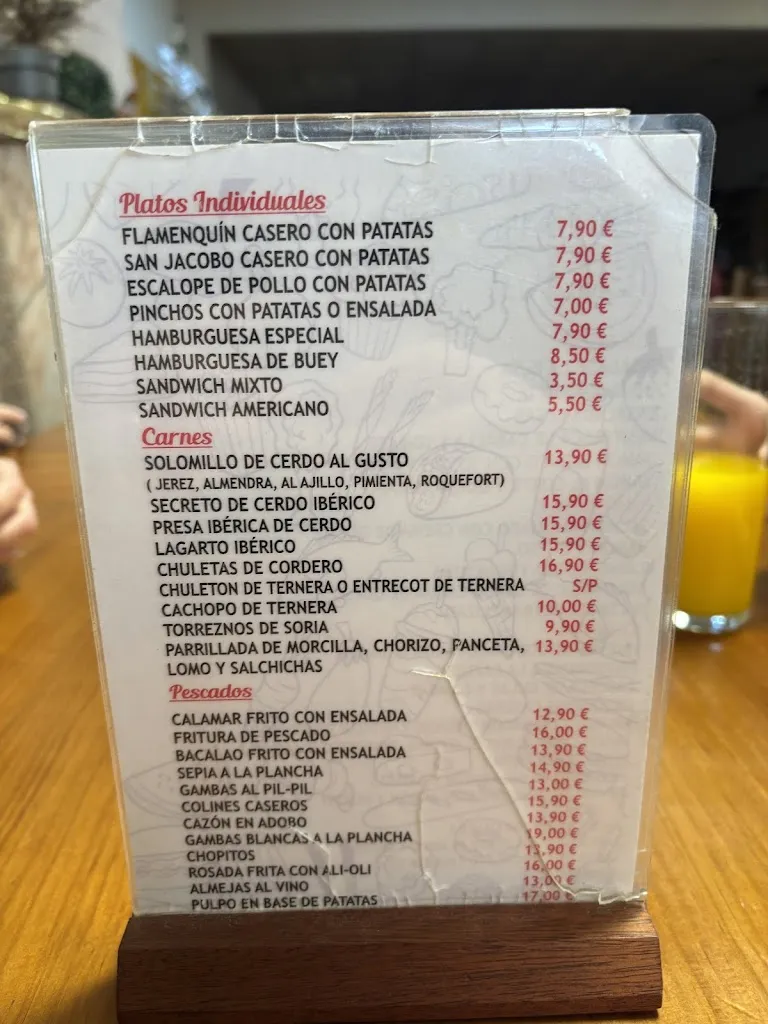 Platos Individuales
FLAMENQUÍN CASERO CON PATATAS 7,90 €
SAN JACOBO CASERO CON PATATAS 7,90 €
ESCALOPE DE POLLO CON PATATAS 7,90 €
PINCHOS CON PATATAS O ENSALADA 7,00 €
HAMBURGUESA ESPECIAL 7,90 €
HAMBURGUESA DE BUEY 8,50 €
SANDWICH MIXTO 3,50 €
SANDWICH AMERICANO 5,50 €
Carnes
SOLOMILLO DE CERDO AL GUSTO 13,90 €
( JEREZ, ALMENDRA, AL AJILLO, PIMIENTA, ROQUEFORT)
SECRETO DE CERDO IBÉRICO 15,90 €
PRESA IBÉRICA DE CERDO 15,90 €
LAGARTO IBÉRICO 15,90 €
CHULETAS DE CORDERO 16,90 €
CHULETON DE TERNERA O ENTRECOT DE TERNERA S/P
CACHOPO DE TERNERA 10,00 €
TORREZNOS DE SORIA 9,90 €
PARRILLADA DE MORCILLA, CHORIZO, PANCETA, 13,90 €
LOMO Y SALCHICHAS
Pescados
CALAMAR FRITO CON ENSALADA 12,90 €
FRITURA DE PESCADO 16,00 €
BACALAO FRITO CON ENSALADA 13,90 €
SEPIA A LA PLANCHA 14,90 €
GAMBAS AL PIL-PIL 13,00 €
COLINES CASEROS 15,90 €
CAZÓN EN ADOBO 13,90 €
GAMBAS BLANCAS A LA PLANCHA 19,00 €
CHOPITOS 13,90 €
ROSADA FRITA CON ALI-OLI 16,00 €
ALMEJAS AL VINO 13,00 €
PULPO EN BASE DE PATATAS 17,00 €